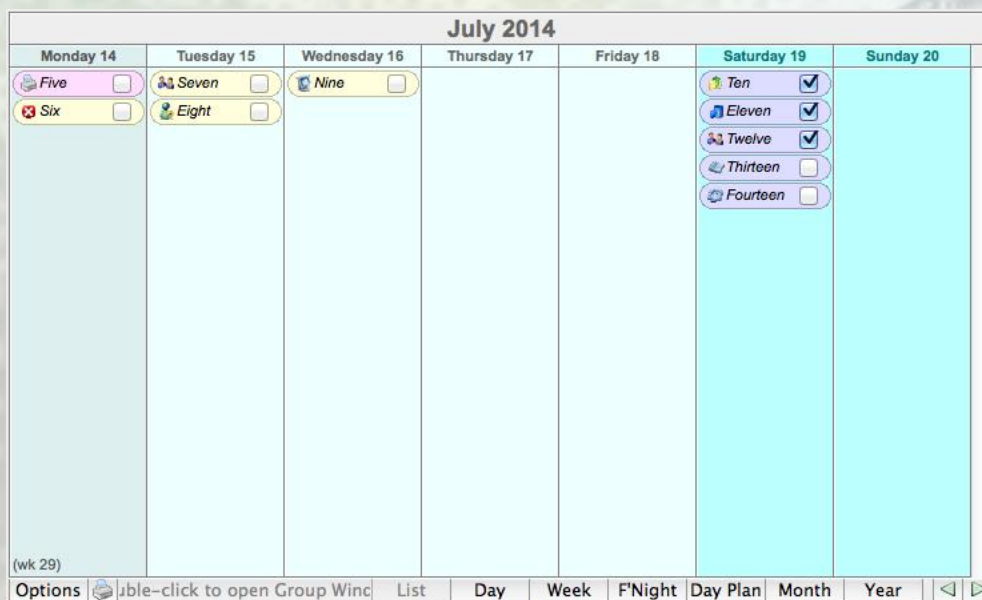 July 2014
Monday 14 Tuesday 15 Wednesday 16 Thursday 17 Friday 18 Saturday 19 Sunday 20
Five Seven Nine Ten
Six Eight Eleven
Twelve
Thirteen
Fourteen
(wk 29)
Options uble-click to open Group Winc List Day Week F'Night Day Plan Month Year